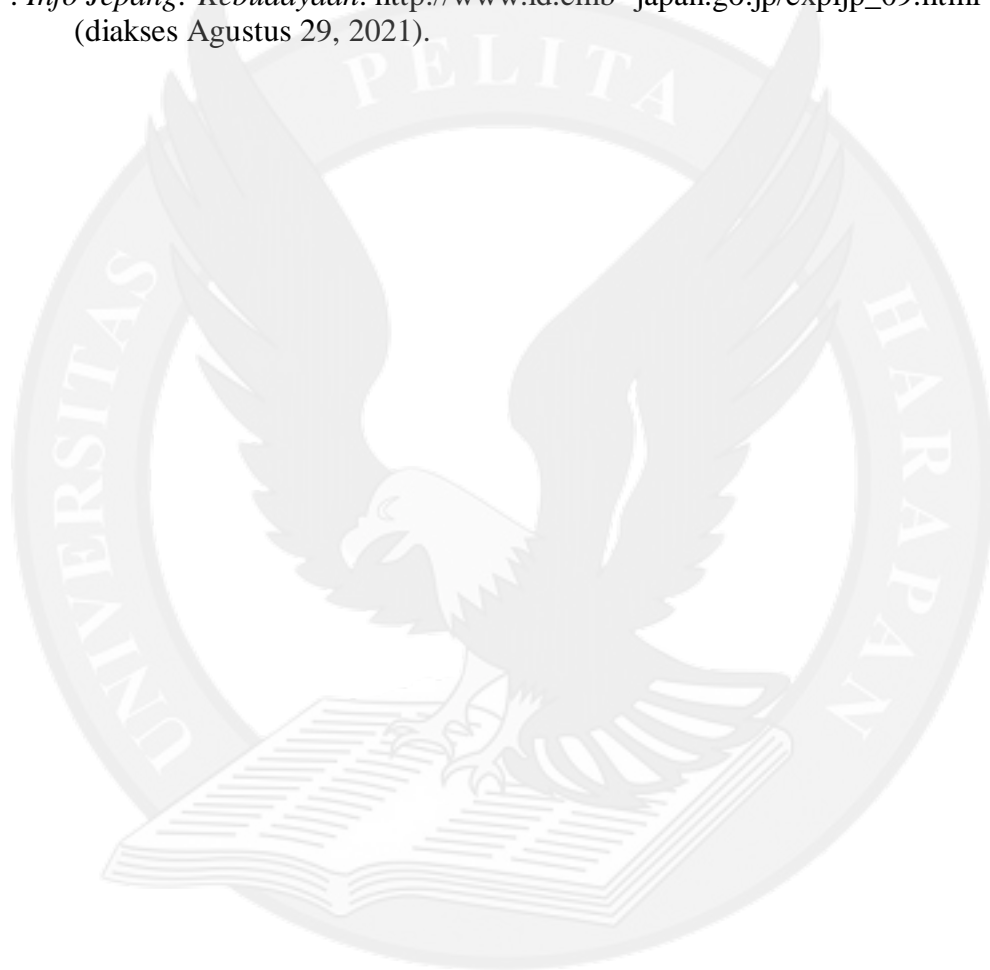 . Info Jepang: Kebudayaan. http://www.id.emb- japan.go.jp/expljp_09.html
(diakses Agustus 29, 2021).
PELITA
UNIVERSITAS
HARAPAN